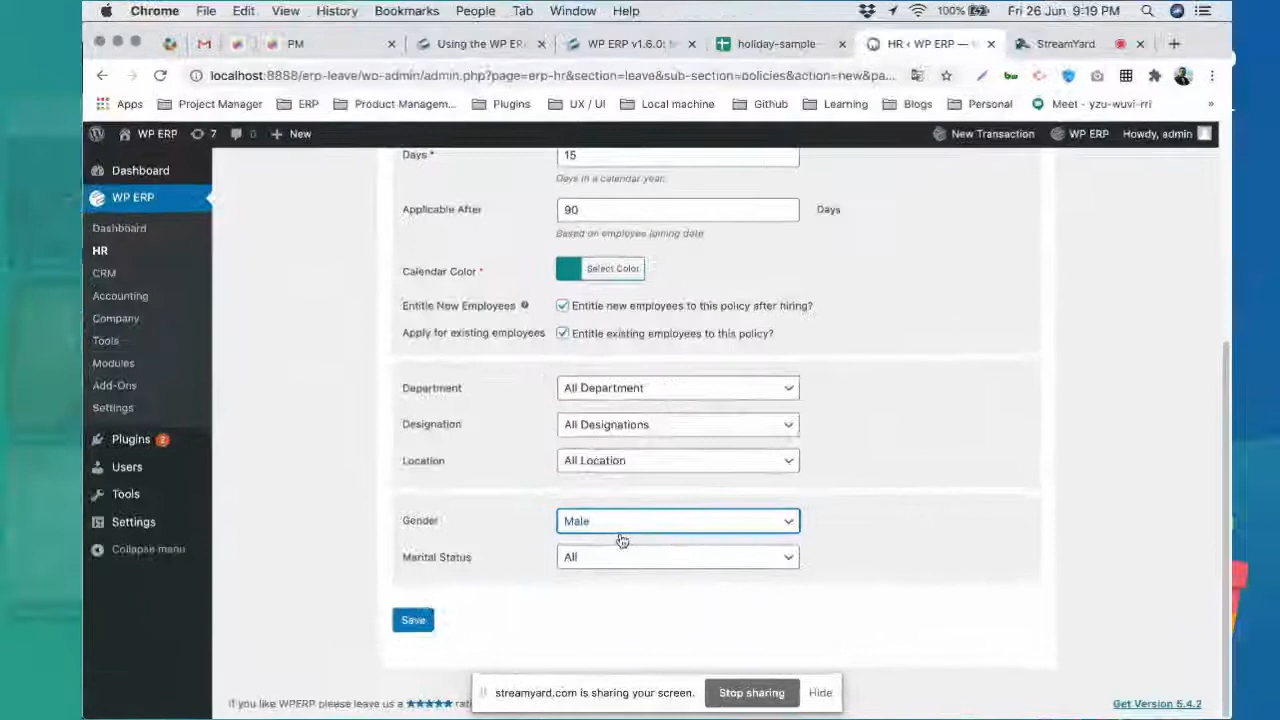 Chrome File Edit View History Bookmarks People Tab Window Help 100% Fri 26 Jun 9:19 PM
PM Using the WP ER WP ERP v1.6.0: holiday-sample HR ‹ WP ERP — StreamYard
localhost:8888/erp-leave/wp-admin/admin.php?page=erp-hr&section=leave&sub-section=policies&action=new&pa...
Apps Project Manager ERP Product Managem... Plugins UX / UI Local machine Github Learning Blogs Personal Meet - yzu-wuvi-rri »
WP ERP 7 0 New New Transaction WP ERP Howdy, admin
Dashboard
WP ERP
Dashboard
HR
CRM
Accounting
Company
Tools
Modules
Add-Ons
Settings
Plugins 2
Users
Tools
Settings
Collapse menu
Days * 15
Days in a calendar year.
Applicable After 90 Days
Based on employee joining date
Calendar Color * Select Color
Entitle New Employees Entitle new employees to this policy after hiring?
Apply for existing employees Entitle existing employees to this policy?
Department All Department
Designation All Designations
Location All Location
Gender Male
Marital Status All
Save
streamyard.com is sharing your screen. Stop sharing Hide
If you like WPERP please leave us a ★★★★★ rat
Get Version 5.4.2